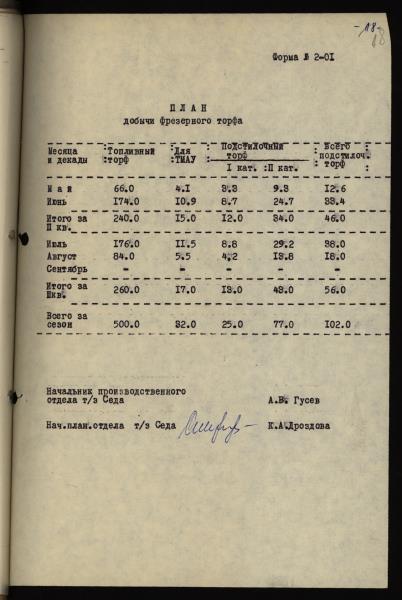 -18-
18
Форма № 2-01
ПЛАН
добычи фрезерного торфа
Месяца и декады :Топливный торф :Для :ТМАУ :Подстилочный торф I кат. :II кат. : Всего :подстилоч. : торф
Май 66.0 4.1 3.3 9.3 12.6
Июнь 174.0 10.9 8.7 24.7 33.4
Итого за II кв. 240.0 15.0 12.0 34.0 46.0
Июль 176.0 11.5 8.8 29.2 38.0
Август 84.0 5.5 4.2 13.8 18.0
Сентябрь - - - - -
Итого за Шкв. 260.0 17.0 13.0 43.0 56.0
Всего за сезон 500.0 32.0 25.0 77.0 102.0
Начальник производственного
отдела т/з Седа А.В. Гусев
Нач.план.отдела т/з Седа К.А.Дроздова